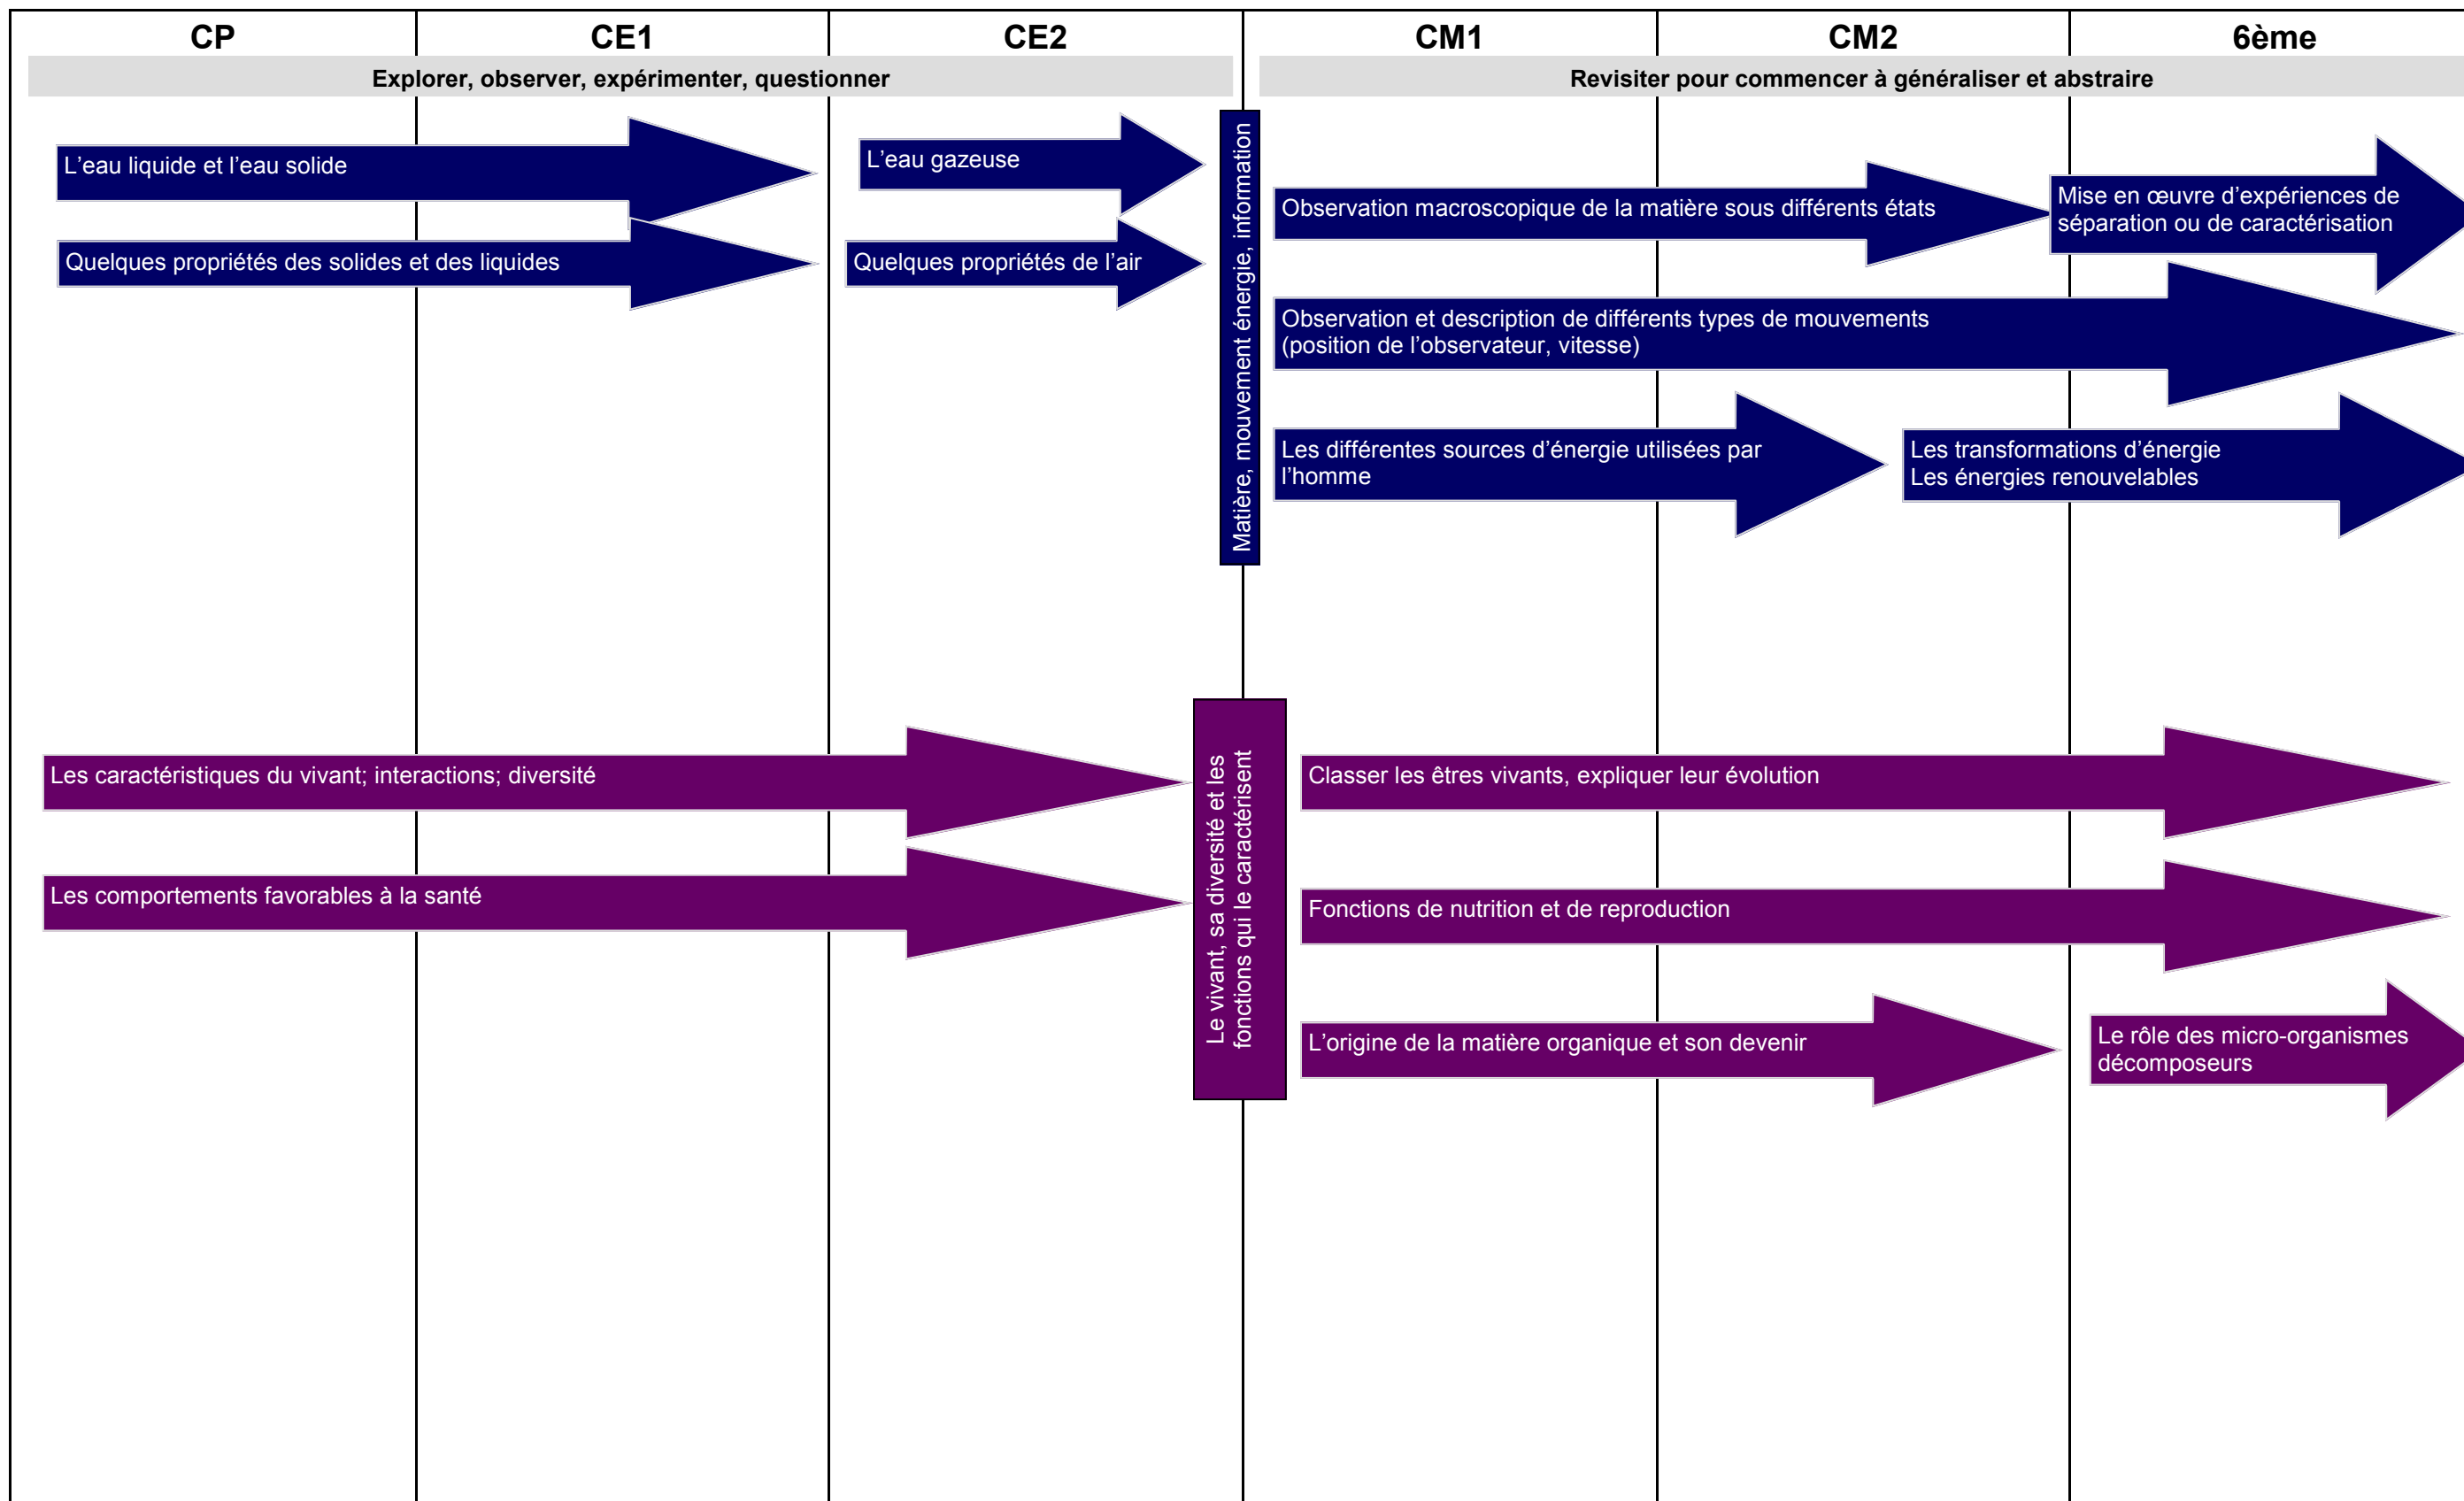 CP
CE1
CE2
CM1
CM2
6ème
Explorer, observer, expérimenter, questionner
Revisiter pour commencer à généraliser et abstraire
L'eau liquide et l'eau solide
L'eau gazeuse
Quelques propriétés des solides et des liquides
Quelques propriétés de l'air
Matière, mouvement énergie, information
Observation macroscopique de la matière sous différents états
Mise en œuvre d'expériences de
séparation ou de caractérisation
Observation et description de différents types de mouvements
(position de l'observateur, vitesse)
Les différentes sources d'énergie utilisées par
l'homme
Les transformations d'énergie
Les énergies renouvelables
Les caractéristiques du vivant; interactions; diversité
Les comportements favorables à la santé
Le vivant, sa diversité et les
fonctions qui le caractérisent
Classer les êtres vivants, expliquer leur évolution
Fonctions de nutrition et de reproduction
L'origine de la matière organique et son devenir
Le rôle des micro-organismes
décomposeurs